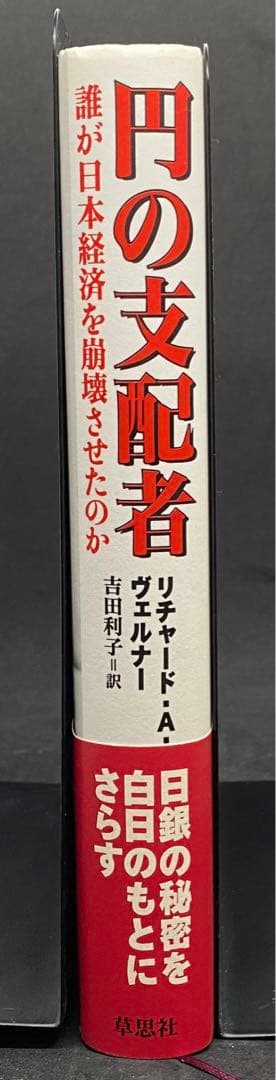 円の支配者
誰が日本経済を崩壊させたのか
リチャード・A・
ヴェルナー
吉田利子＝訳
日銀の秘密を
白日のもとに
さらす
草思社